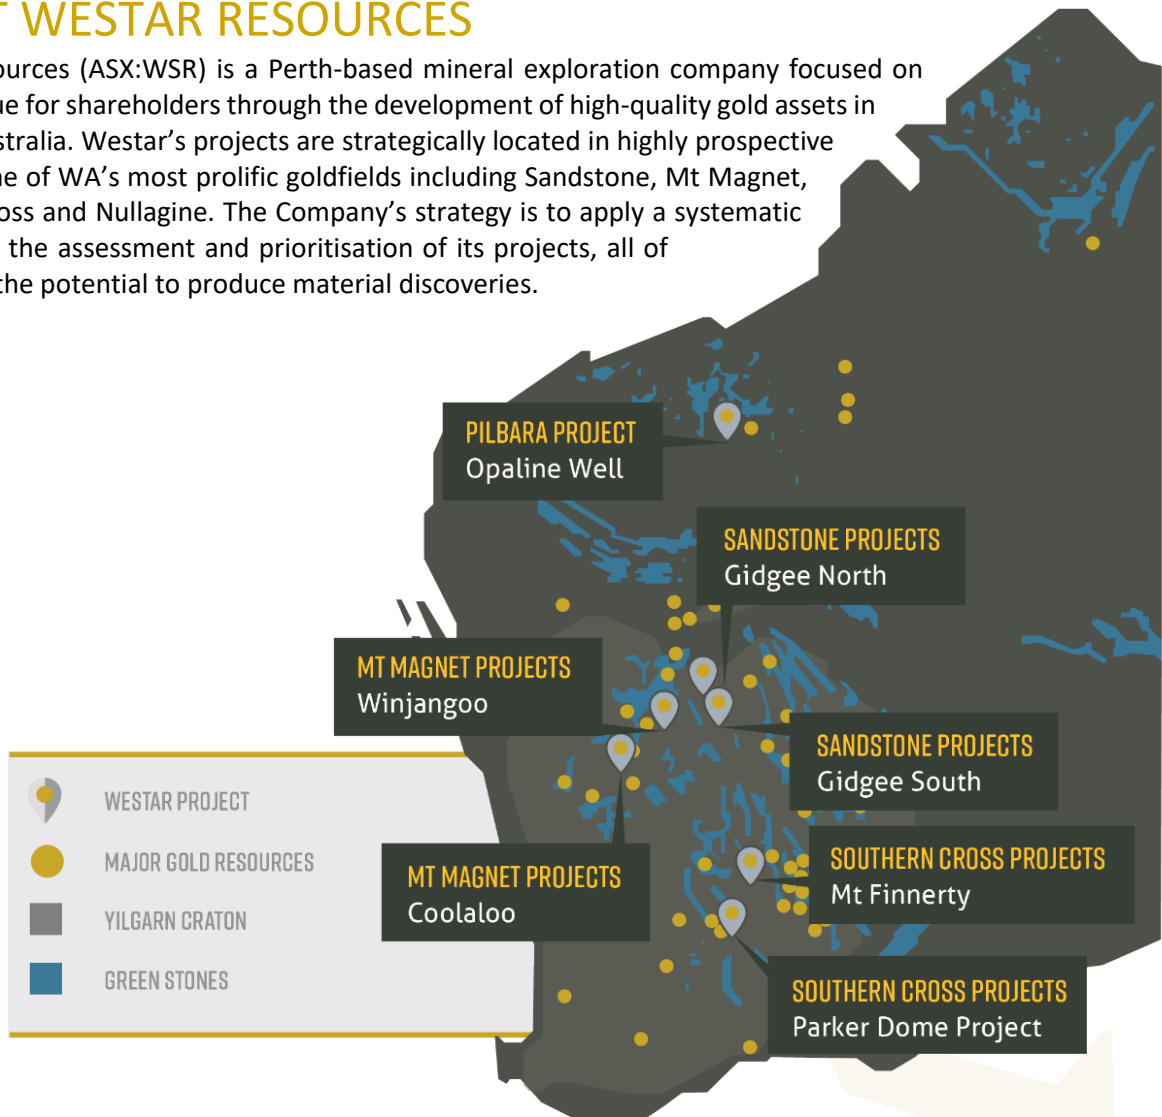 T WESTAR RESOURCES
ources (ASX:WSR) is a Perth-based mineral exploration company focused on
ue for shareholders through the development of high-quality gold assets in
stralia. Westar’s projects are strategically located in highly prospective
ne of WA’s most prolific goldfields including Sandstone, Mt Magnet,
oss and Nullagine. The Company’s strategy is to apply a systematic
the assessment and prioritisation of its projects, all of
the potential to produce material discoveries.
PILBARA PROJECT
Opaline Well
SANDSTONE PROJECTS
Gidgee North
MT MAGNET PROJECTS
Winjangoo
SANDSTONE PROJECTS
Gidgee South
WESTAR PROJECT
MAJOR GOLD RESOURCES
YILGARN CRATON
GREEN STONES
MT MAGNET PROJECTS
Coolaloo
SOUTHERN CROSS PROJECTS
Mt Finnerty
SOUTHERN CROSS PROJECTS
Parker Dome Project